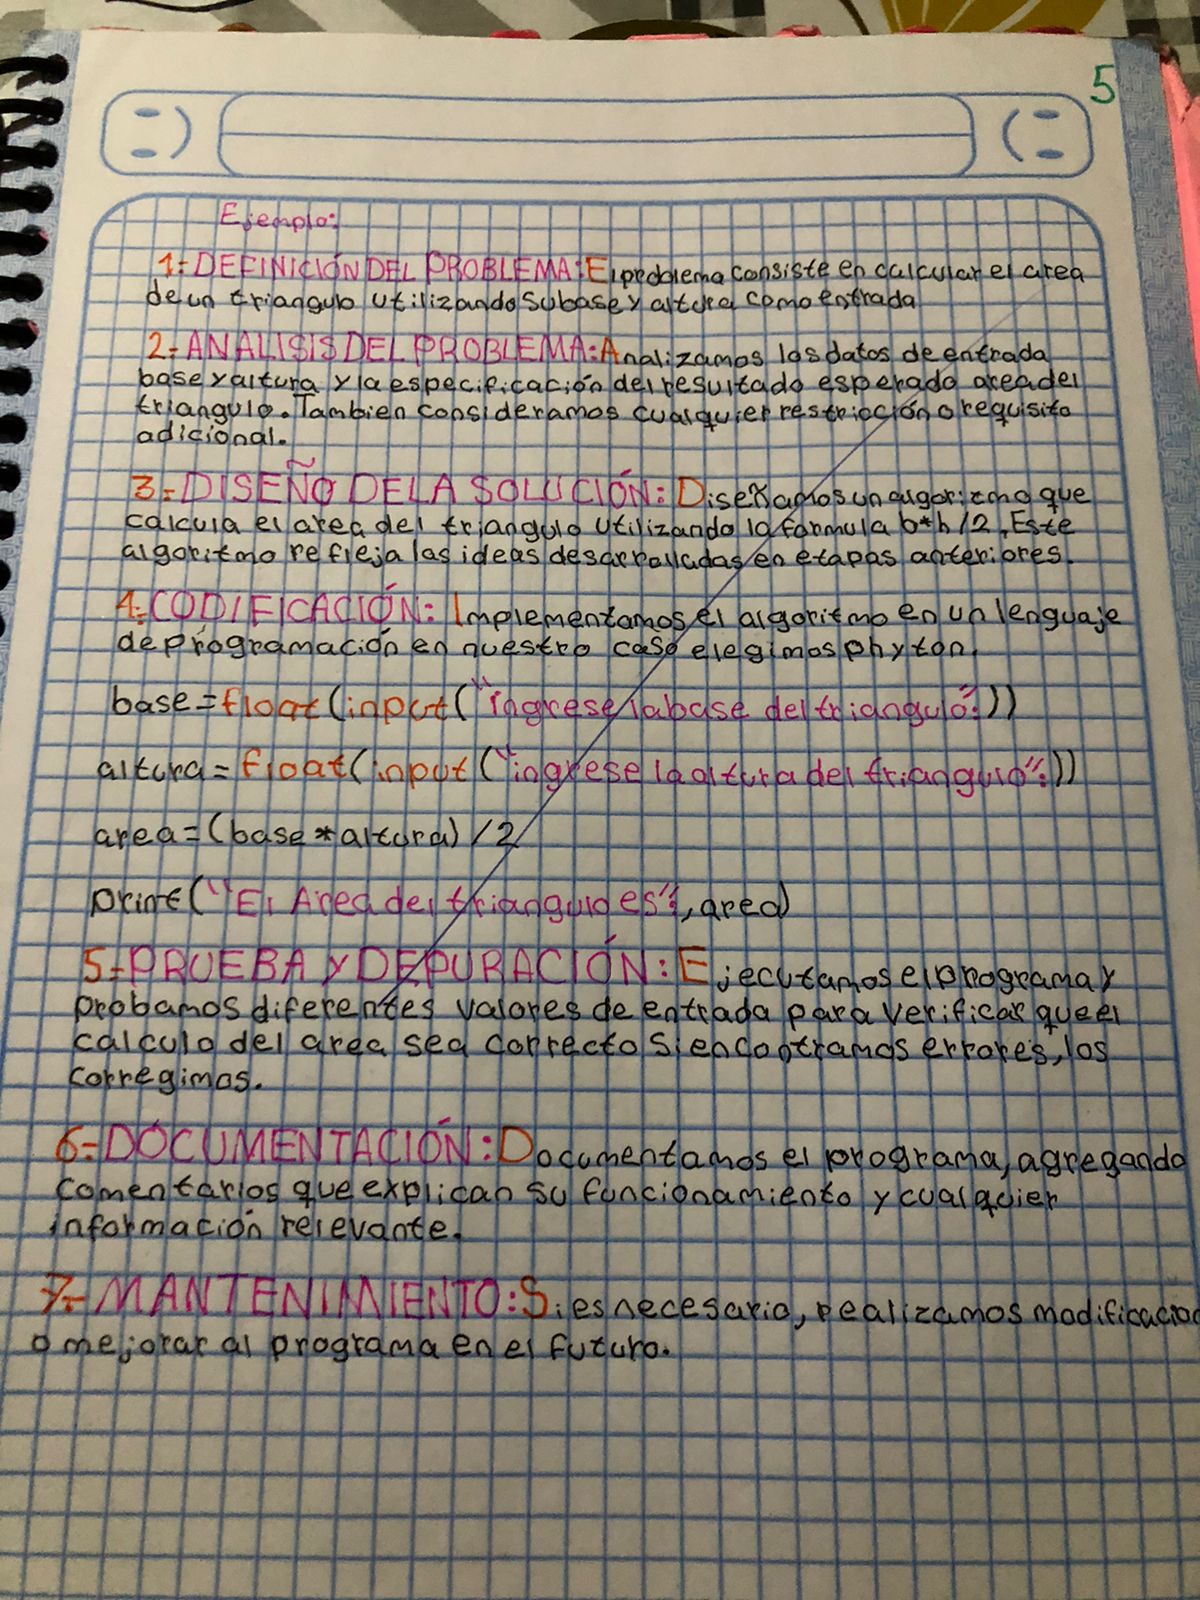 5
Ejemplo:
1.- DEFINICIÓN DEL PROBLEMA: El problema consiste en calcular el area
de un triangulo utilizando su base y altura como entrada
2.- ANALISIS DEL PROBLEMA: Analizamos los datos de entrada
base y altura y la especificación del resultado esperado area del
triangulo. Tambien consideramos cualquier restricción o requisito
adicional.
3.- DISEÑO DE LA SOLUCIÓN: Diseñamos un algoritmo que
calcula el area del triangulo utilizando la formula b*h/2. Este
algoritmo refleja las ideas desarrolladas en etapas anteriores.
4.- CODIFICACIÓN: Implementamos el algoritmo en un lenguaje
de programación en nuestro caso elegimos phyton.
base=float(input("ingrese la base del triangulo":))
altura=float(input("ingrese la altura del triangulo":))
area=(base*altura)/2
print("El Area del triangulo es":,area)
5.- PRUEBA Y DEPURACIÓN: Ejecutamos el programa y
probamos diferentes valores de entrada para verificar que el
calculo del area sea correcto si encontramos errores, los
corregimos.
6.- DOCUMENTACIÓN: Documentamos el programa, agregando
comentarios que explican su funcionamiento y cualquier
información relevante.
7.- MANTENIMIENTO: Si es necesario, realizamos modificacion
o mejorar al programa en el futuro.